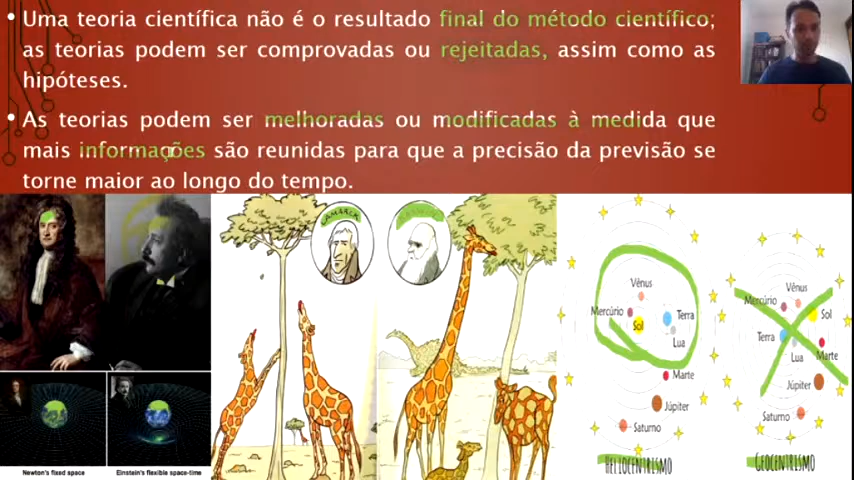 • Uma teoria científica não é o resultado final do método científico;
as teorias podem ser comprovadas ou rejeitadas, assim como as
hipóteses.
• As teorias podem ser melhoradas ou modificadas à medida que
mais informações são reunidas para que a precisão da previsão se
torne maior ao longo do tempo.
LAMARCK
Vênus
Mercúrio
Sol
Terra
Lua
Marte
Júpiter
Saturno
HELIOCENTRISMO
Vênus
Mercúrio
Sol
Terra
Lua
Marte
Júpiter
Saturno
GEOCENTRISMO
Newton's fixed space
Einstein's flexible space-time